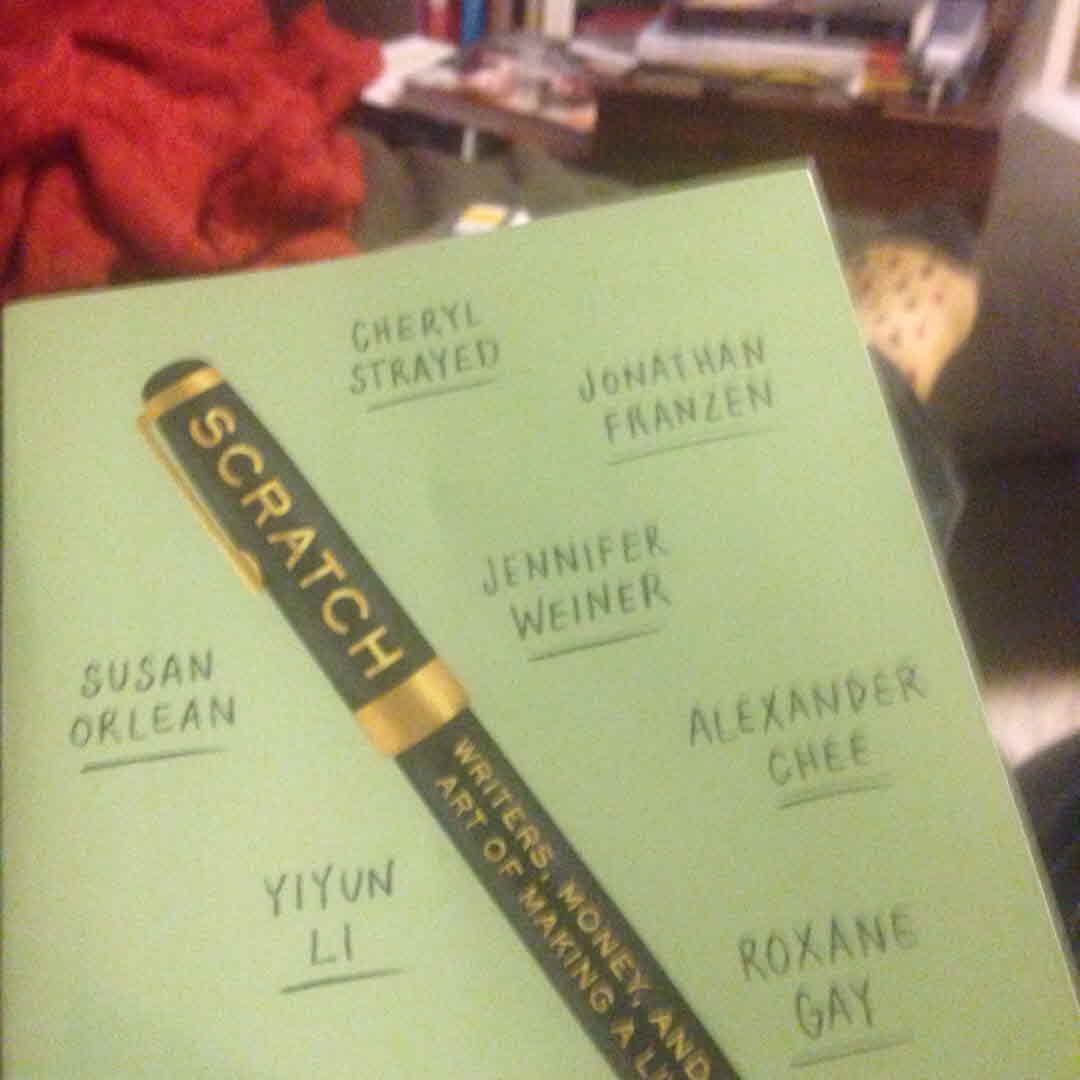 CHERYL
STRAYED
JONATHAN
FRANZEN
SCRATCH
JENNIFER
WEINER
SUSAN
ORLEAN
ALEXANDER
CHEE
WRITERS, MONEY, AND
ART OF MAKING A
YIYUN
LI
ROXANE
GAY